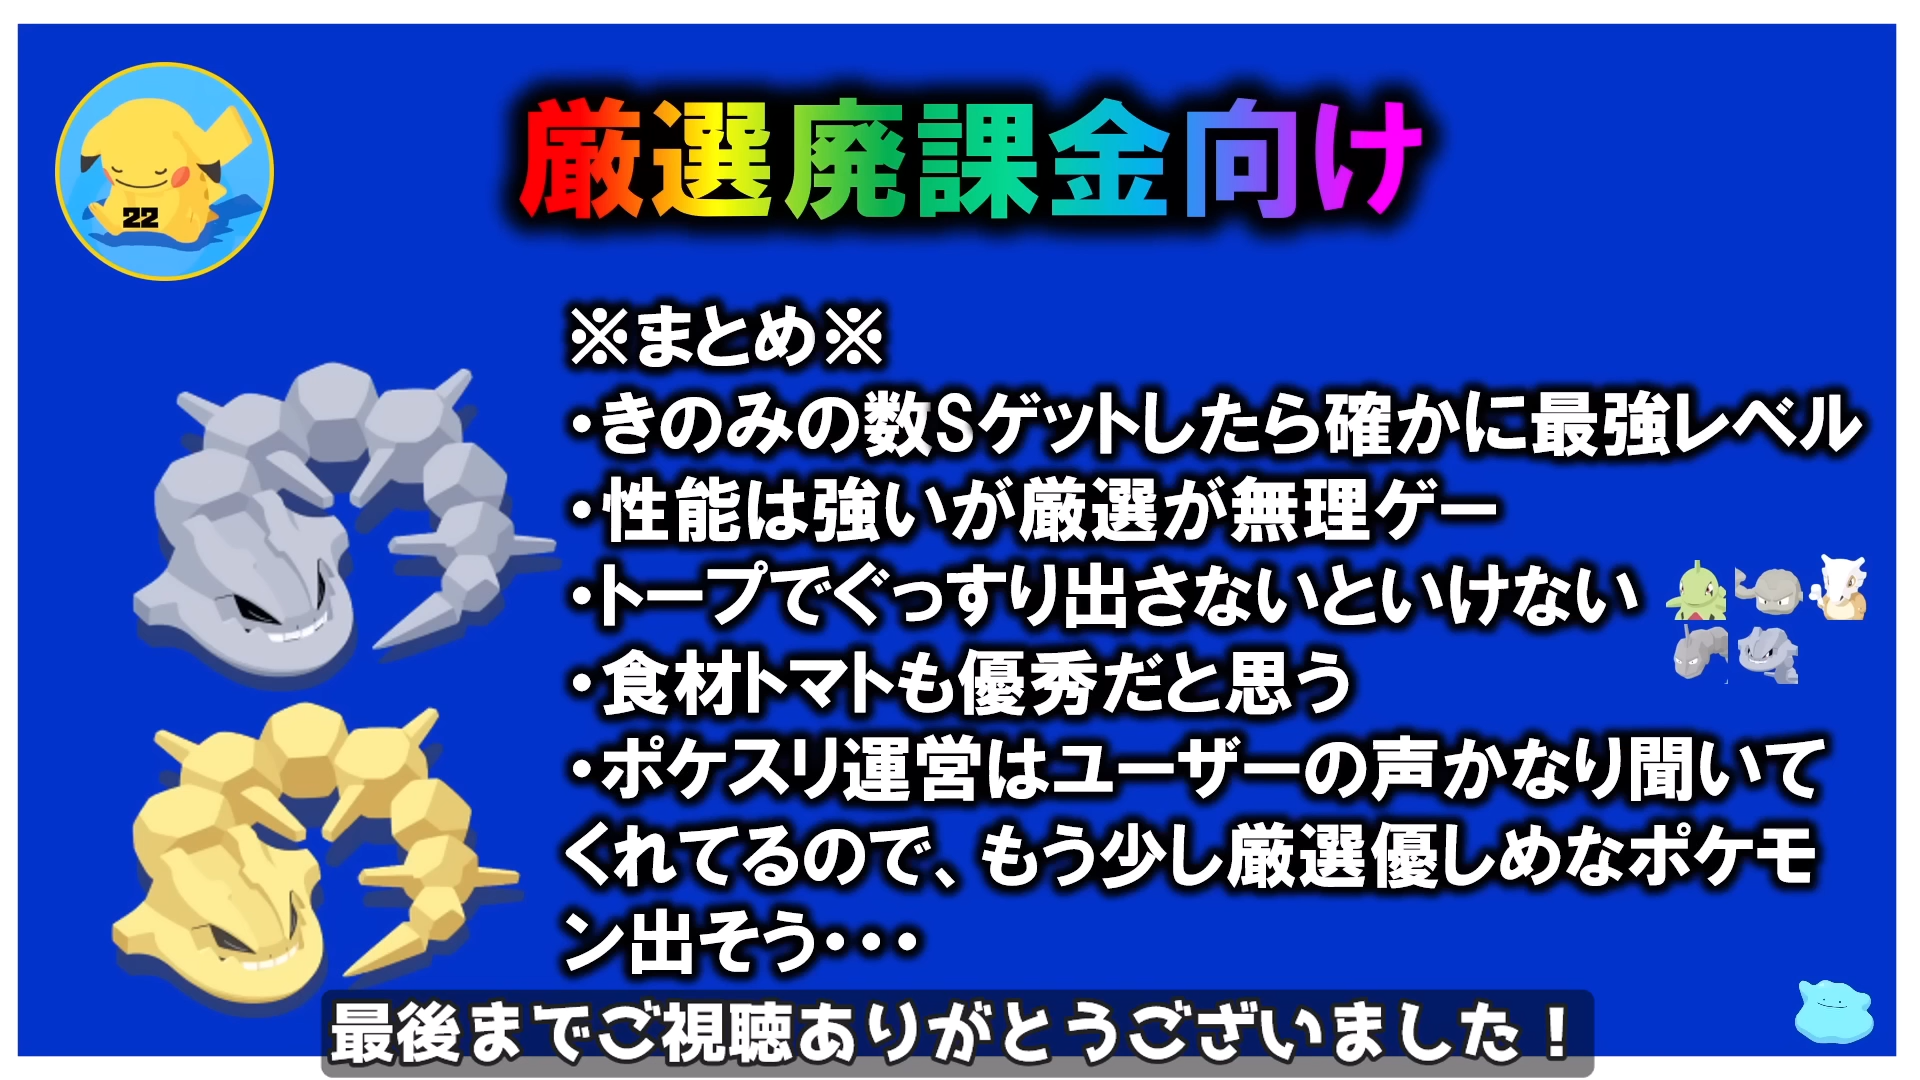 22
厳選廃課金向け
※まとめ※
・きのみの数Sゲットしたら確かに最強レベル
・性能は強いが厳選が無理ゲー
・トープでぐっすり出さないといけない
・食材トマトも優秀だと思う
・ポケスリ運営はユーザーの声かなり聞いて
くれてるので、もう少し厳選優しめなポケモ
ン出そう・・・
最後までご視聴ありがとうございました！